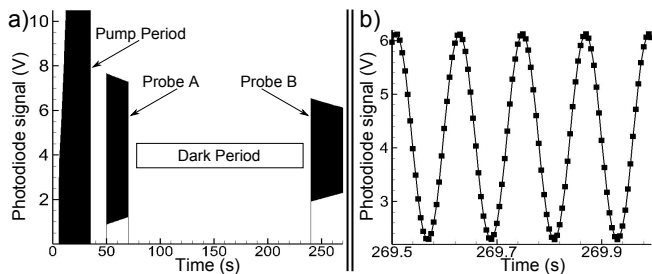 a)
Photodiode signal (V)
10
8
6
4
2
Pump Period
Probe A
Probe B
Dark Period
0
50
100
150
200
250
Time (s)
b)
Photodiode signal (V)
6
5
4
3
269.5
269.7
269.9
Time (s)